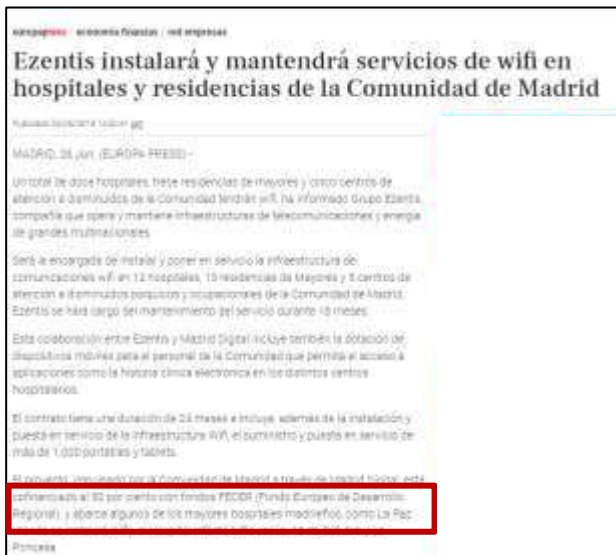 europapress economía finanzas red empresas
Ezentis instalará y mantendrá servicios de wifi en
hospitales y residencias de la Comunidad de Madrid
MADRID, 26 Jun. (EUROPA PRESS) -
Un total de doce hospitales, trece residencias de mayores y cinco centros de
atención a disminuidos de la Comunidad tendrán wifi, ha informado Grupo Ezentis,
compañía que opera y mantiene infraestructuras de telecomunicaciones y energía
de grandes multinacionales.
Será la encargada de instalar y poner en servicio la infraestructura de
comunicaciones wifi en 12 hospitales, 13 residencias de Mayores y 5 centros de
atención a disminuidos psíquicos y ocupacionales de la Comunidad de Madrid.
Ezentis se hará cargo del mantenimiento del servicio durante 18 meses.
Esta colaboración entre Ezentis y Madrid Digital incluye también la dotación de
dispositivos móviles para el personal de la Comunidad que permita el acceso a
aplicaciones como la historia clínica electrónica en los distintos centros
hospitalarios.
El contrato tiene una duración de 24 meses e incluye, además de la instalación y
puesta en servicio de la infraestructura Wifi, el suministro y puesta en servicio de
más de 1.000 portátiles y tablets.
El proyecto, impulsado por la Comunidad de Madrid a través de Madrid Digital, está
cofinanciado al 50 por ciento con fondos FEDER (Fondo Europeo de Desarrollo
Regional), y abarca algunos de los mayores hospitales madrileños, como La Paz
Princesa